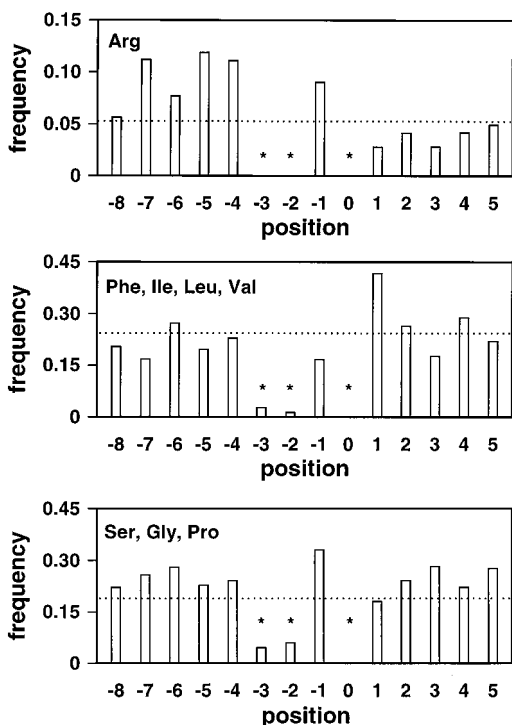 0.15
Arg
0.10
0.05
0
frequency
* * *
-8 -7 -6 -5 -4 -3 -2 -1 0 1 2 3 4 5
position
0.45
Phe, Ile, Leu, Val
0.30
0.15
0
frequency
* * *
-8 -7 -6 -5 -4 -3 -2 -1 0 1 2 3 4 5
position
0.45
Ser, Gly, Pro
0.30
0.15
0
frequency
* * *
-8 -7 -6 -5 -4 -3 -2 -1 0 1 2 3 4 5
position